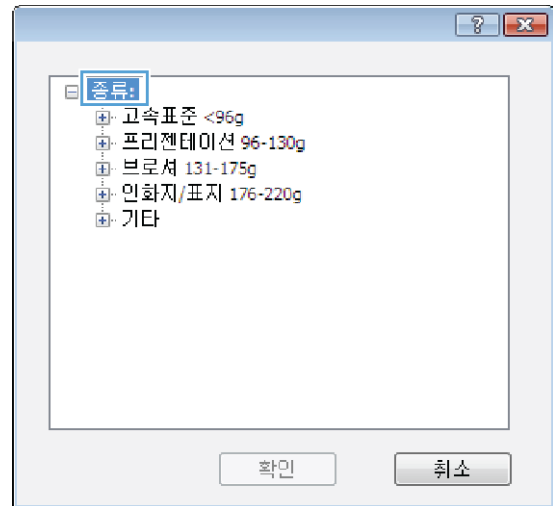 종류:
고속표준 <96g
프리젠테이션 96-130g
브로셔 131-175g
인화지/표지 176-220g
기타
확인 취소